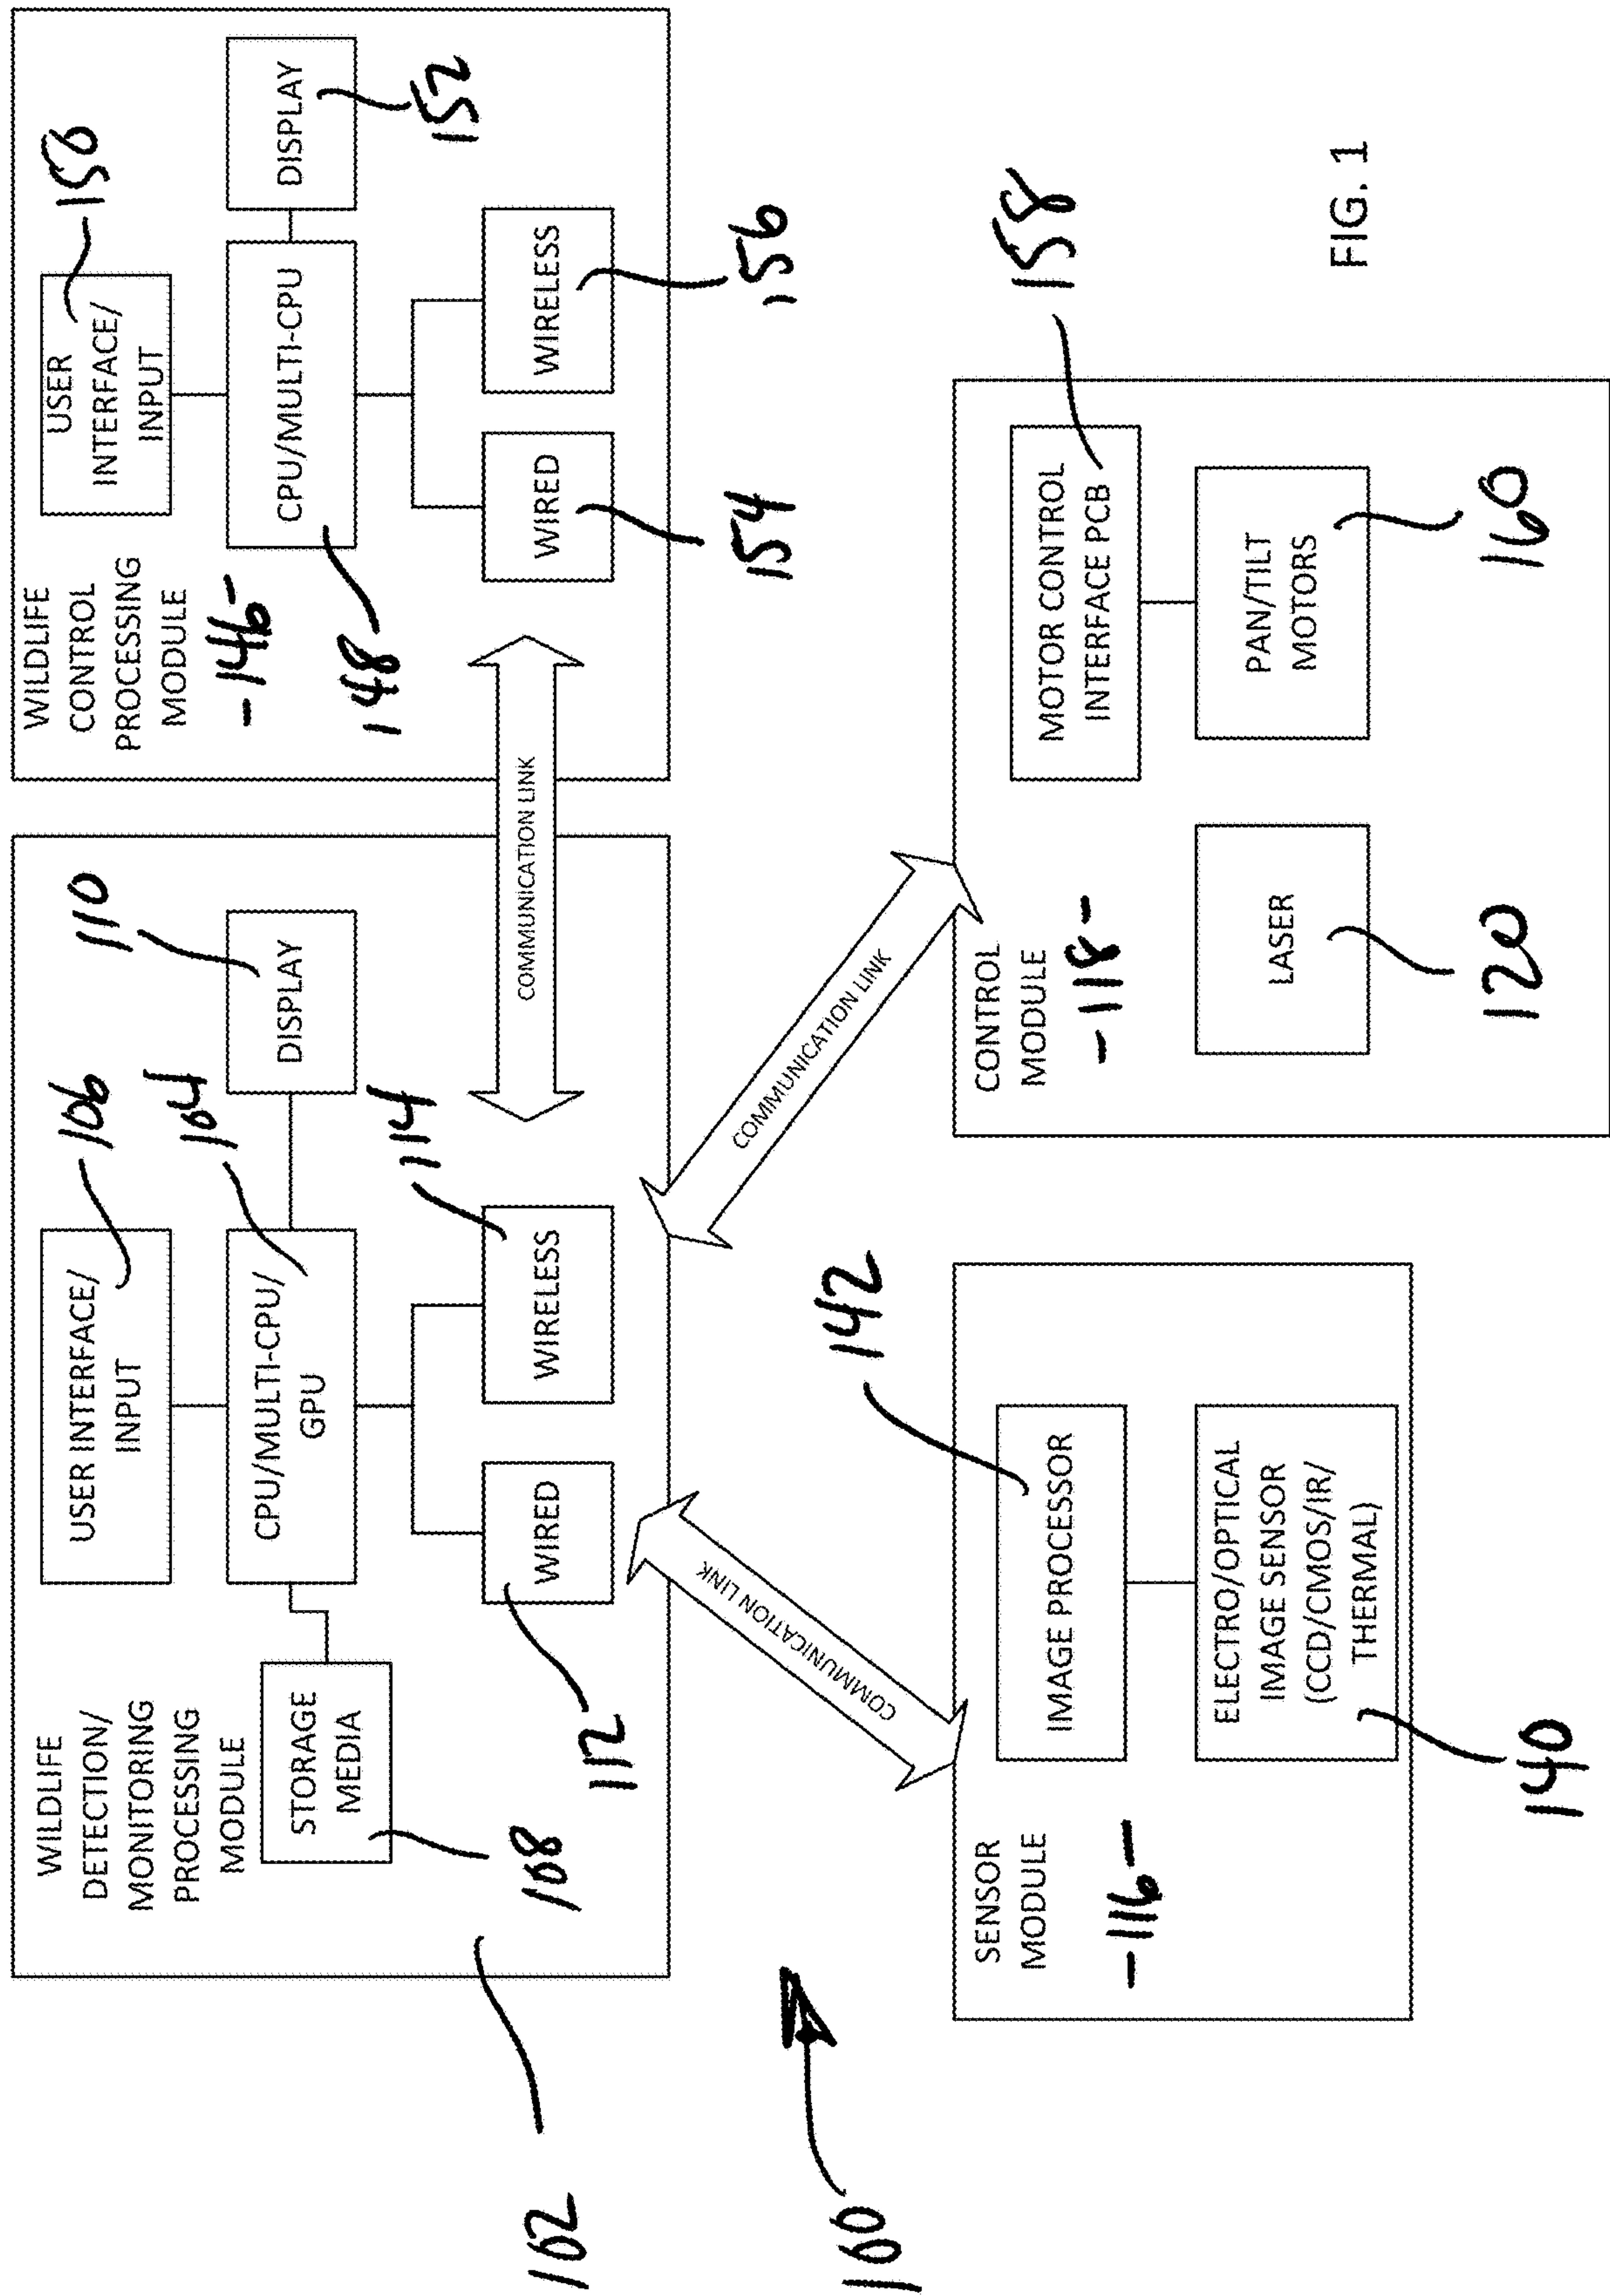 WILDLIFE
DETECTION/
MONITORING
PROCESSING
MODULE
USER INTERFACE/
INPUT
106
104
STORAGE
MEDIA
108
CPU/MULTI-CPU/
GPU
DISPLAY
110
WIRED
112
WIRELESS
114
102
COMMUNICATION LINK
WILDLIFE
CONTROL
PROCESSING
MODULE
-146-
USER
INTERFACE/
INPUT
150
CPU/MULTI-CPU
148
DISPLAY
152
WIRED
154
WIRELESS
156
COMMUNICATION LINK
COMMUNICATION LINK
100
SENSOR
MODULE
-116-
IMAGE PROCESSOR
142
ELECTRO/OPTICAL
IMAGE SENSOR
(CCD/CMOS/IR/
THERMAL)
140
CONTROL
MODULE
-118-
LASER
120
MOTOR CONTROL
INTERFACE PCB
158
PAN/TILT
MOTORS
160
FIG. 1